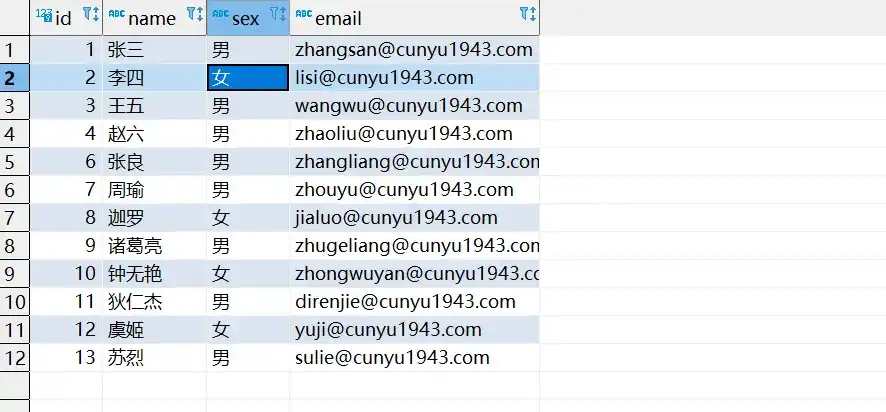 123 id ABC name ABC sex ABC email
1 1 张三 男 zhangsan@cunyu1943.com
2 2 李四 女 lisi@cunyu1943.com
3 3 王五 男 wangwu@cunyu1943.com
4 4 赵六 男 zhaoliu@cunyu1943.com
5 6 张良 男 zhangliang@cunyu1943.com
6 7 周瑜 男 zhouyu@cunyu1943.com
7 8 迦罗 女 jialuo@cunyu1943.com
8 9 诸葛亮 男 zhugeliang@cunyu1943.com
9 10 钟无艳 女 zhongwuyan@cunyu1943.co
10 11 狄仁杰 男 direnjie@cunyu1943.com
11 12 虞姬 女 yuji@cunyu1943.com
12 13 苏烈 男 sulie@cunyu1943.com